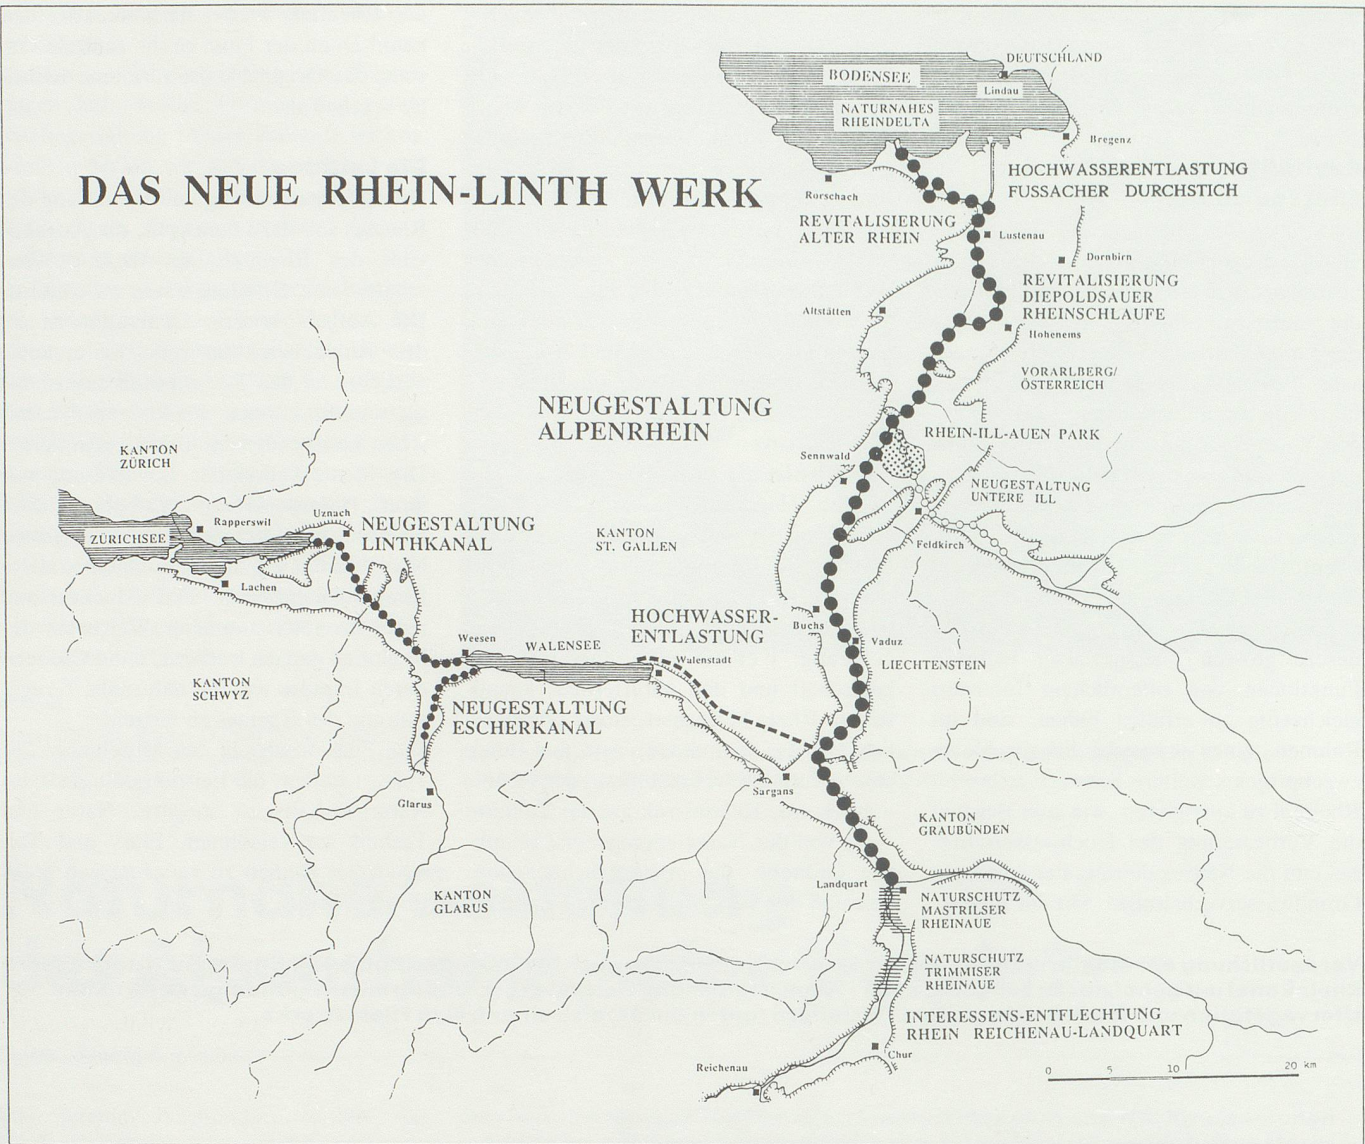 DAS NEUE RHEIN-LINTH WERK
DEUTSCHLAND
BODENSEE
Lindau
NATURNAHES
RHEINDELTA
Bregenz
HOCHWASSERENTLASTUNG
FUSSACHER DURCHSTICH
Rorschach
REVITALISIERUNG
ALTER RHEIN
Lustenau
Dornbirn
REVITALISIERUNG
DIEPOLDSAUER
RHEINSCHLAUFE
Altstätten
Hohenems
VORARLBERG/
ÖSTERREICH
NEUGESTALTUNG
ALPENRHEIN
RHEIN-ILL-AUEN PARK
KANTON
ZÜRICH
Sennwald
NEUGESTALTUNG
UNTERE ILL
Rapperswil
Uznach
NEUGESTALTUNG
LINTHKANAL
ZÜRICHSEE
KANTON
ST. GALLEN
Feldkirch
Lachen
HOCHWASSER-
ENTLASTUNG
Buchs
Weesen
WALENSEE
Walenstadt
Vaduz
LIECHTENSTEIN
KANTON
SCHWYZ
NEUGESTALTUNG
ESCHERKANAL
Sargans
Glarus
KANTON
GRAUBÜNDEN
KANTON
GLARUS
Landquart
NATURSCHUTZ
MASTRILSER
RHEINAUE
NATURSCHUTZ
TRIMMISER
RHEINAUE
INTERESSENS-ENTFLECHTUNG
RHEIN REICHENAU-LANDQUART
Chur
Reichenau
0 5 10 20 km